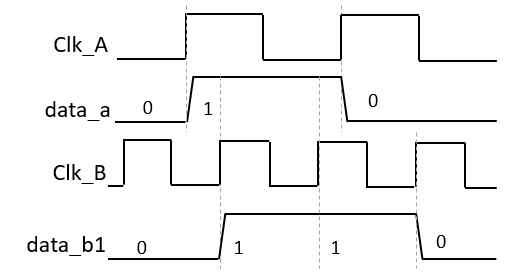 Clk_A
data_a 0 1 0
Clk_B
data_b1 0 1 1 0